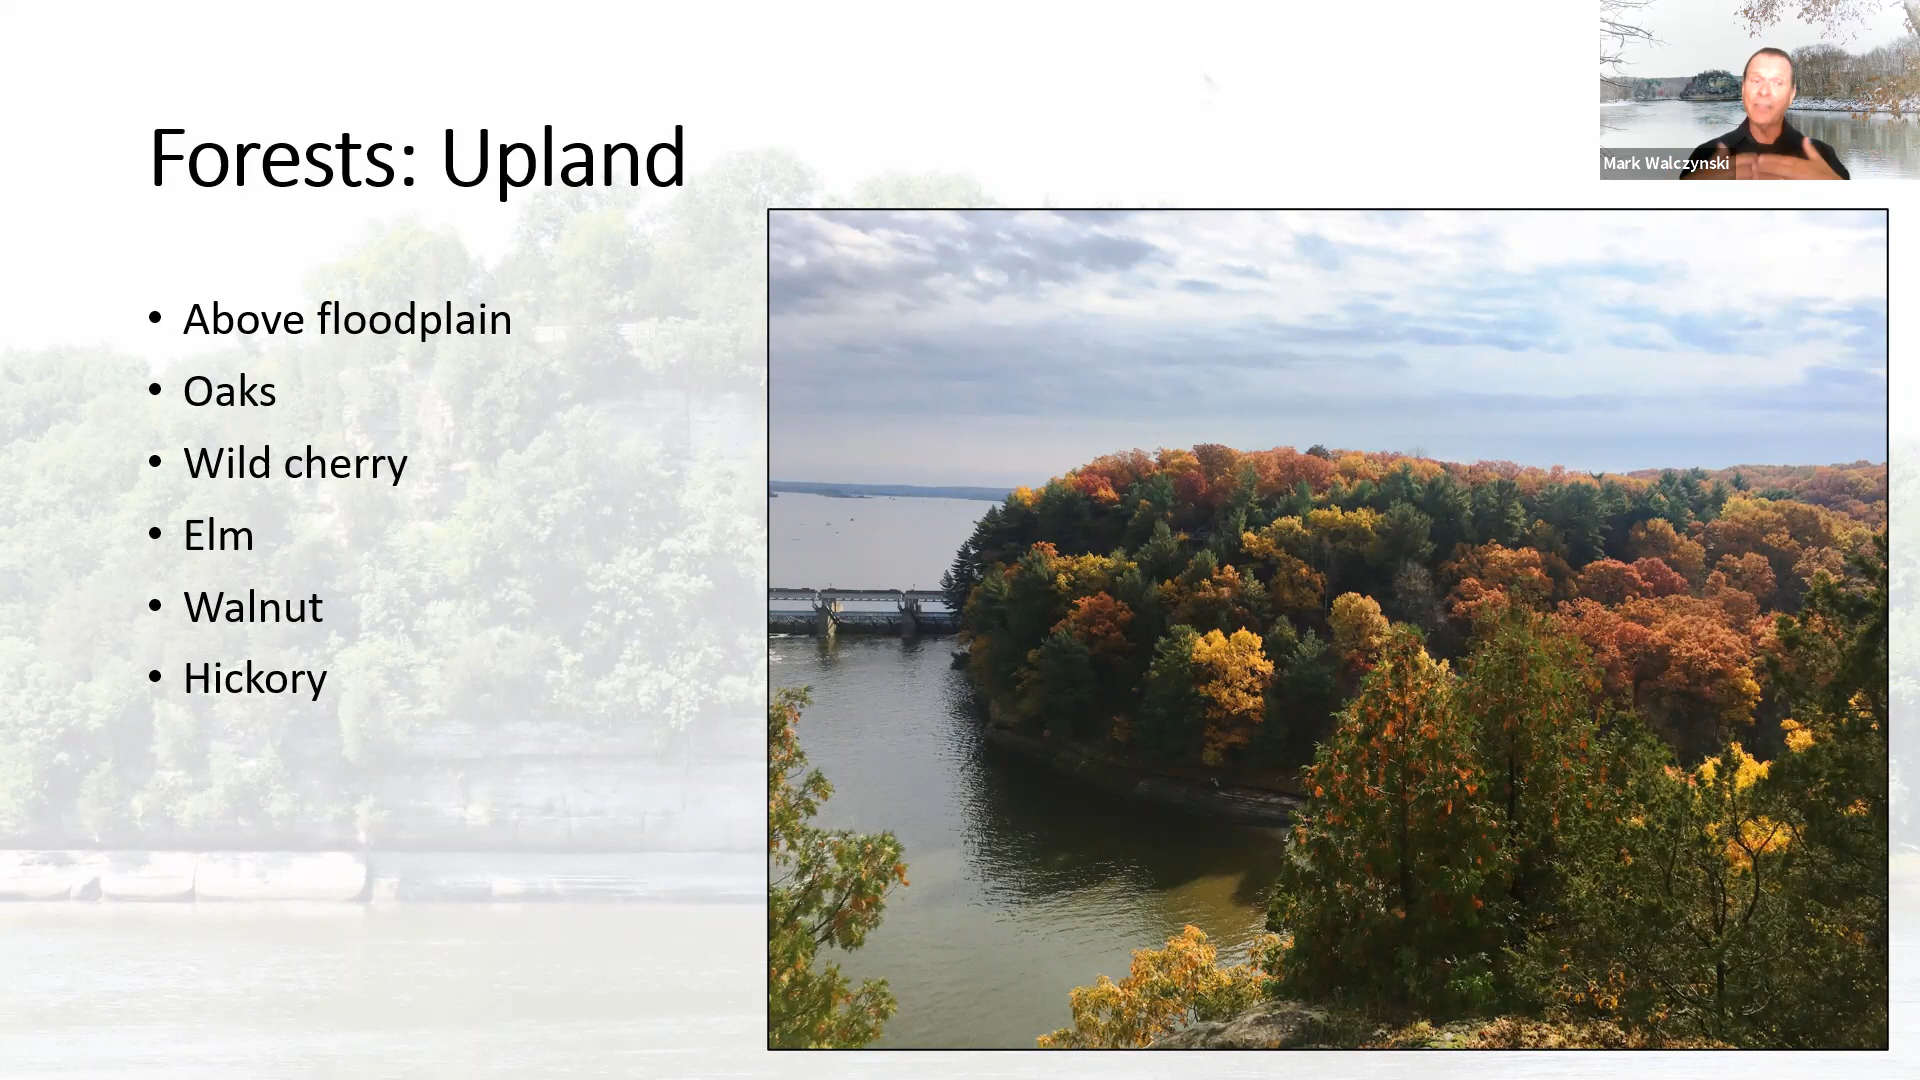 Forests: Upland
Mark Walczynski
• Above floodplain
• Oaks
• Wild cherry
• Elm
• Walnut
• Hickory